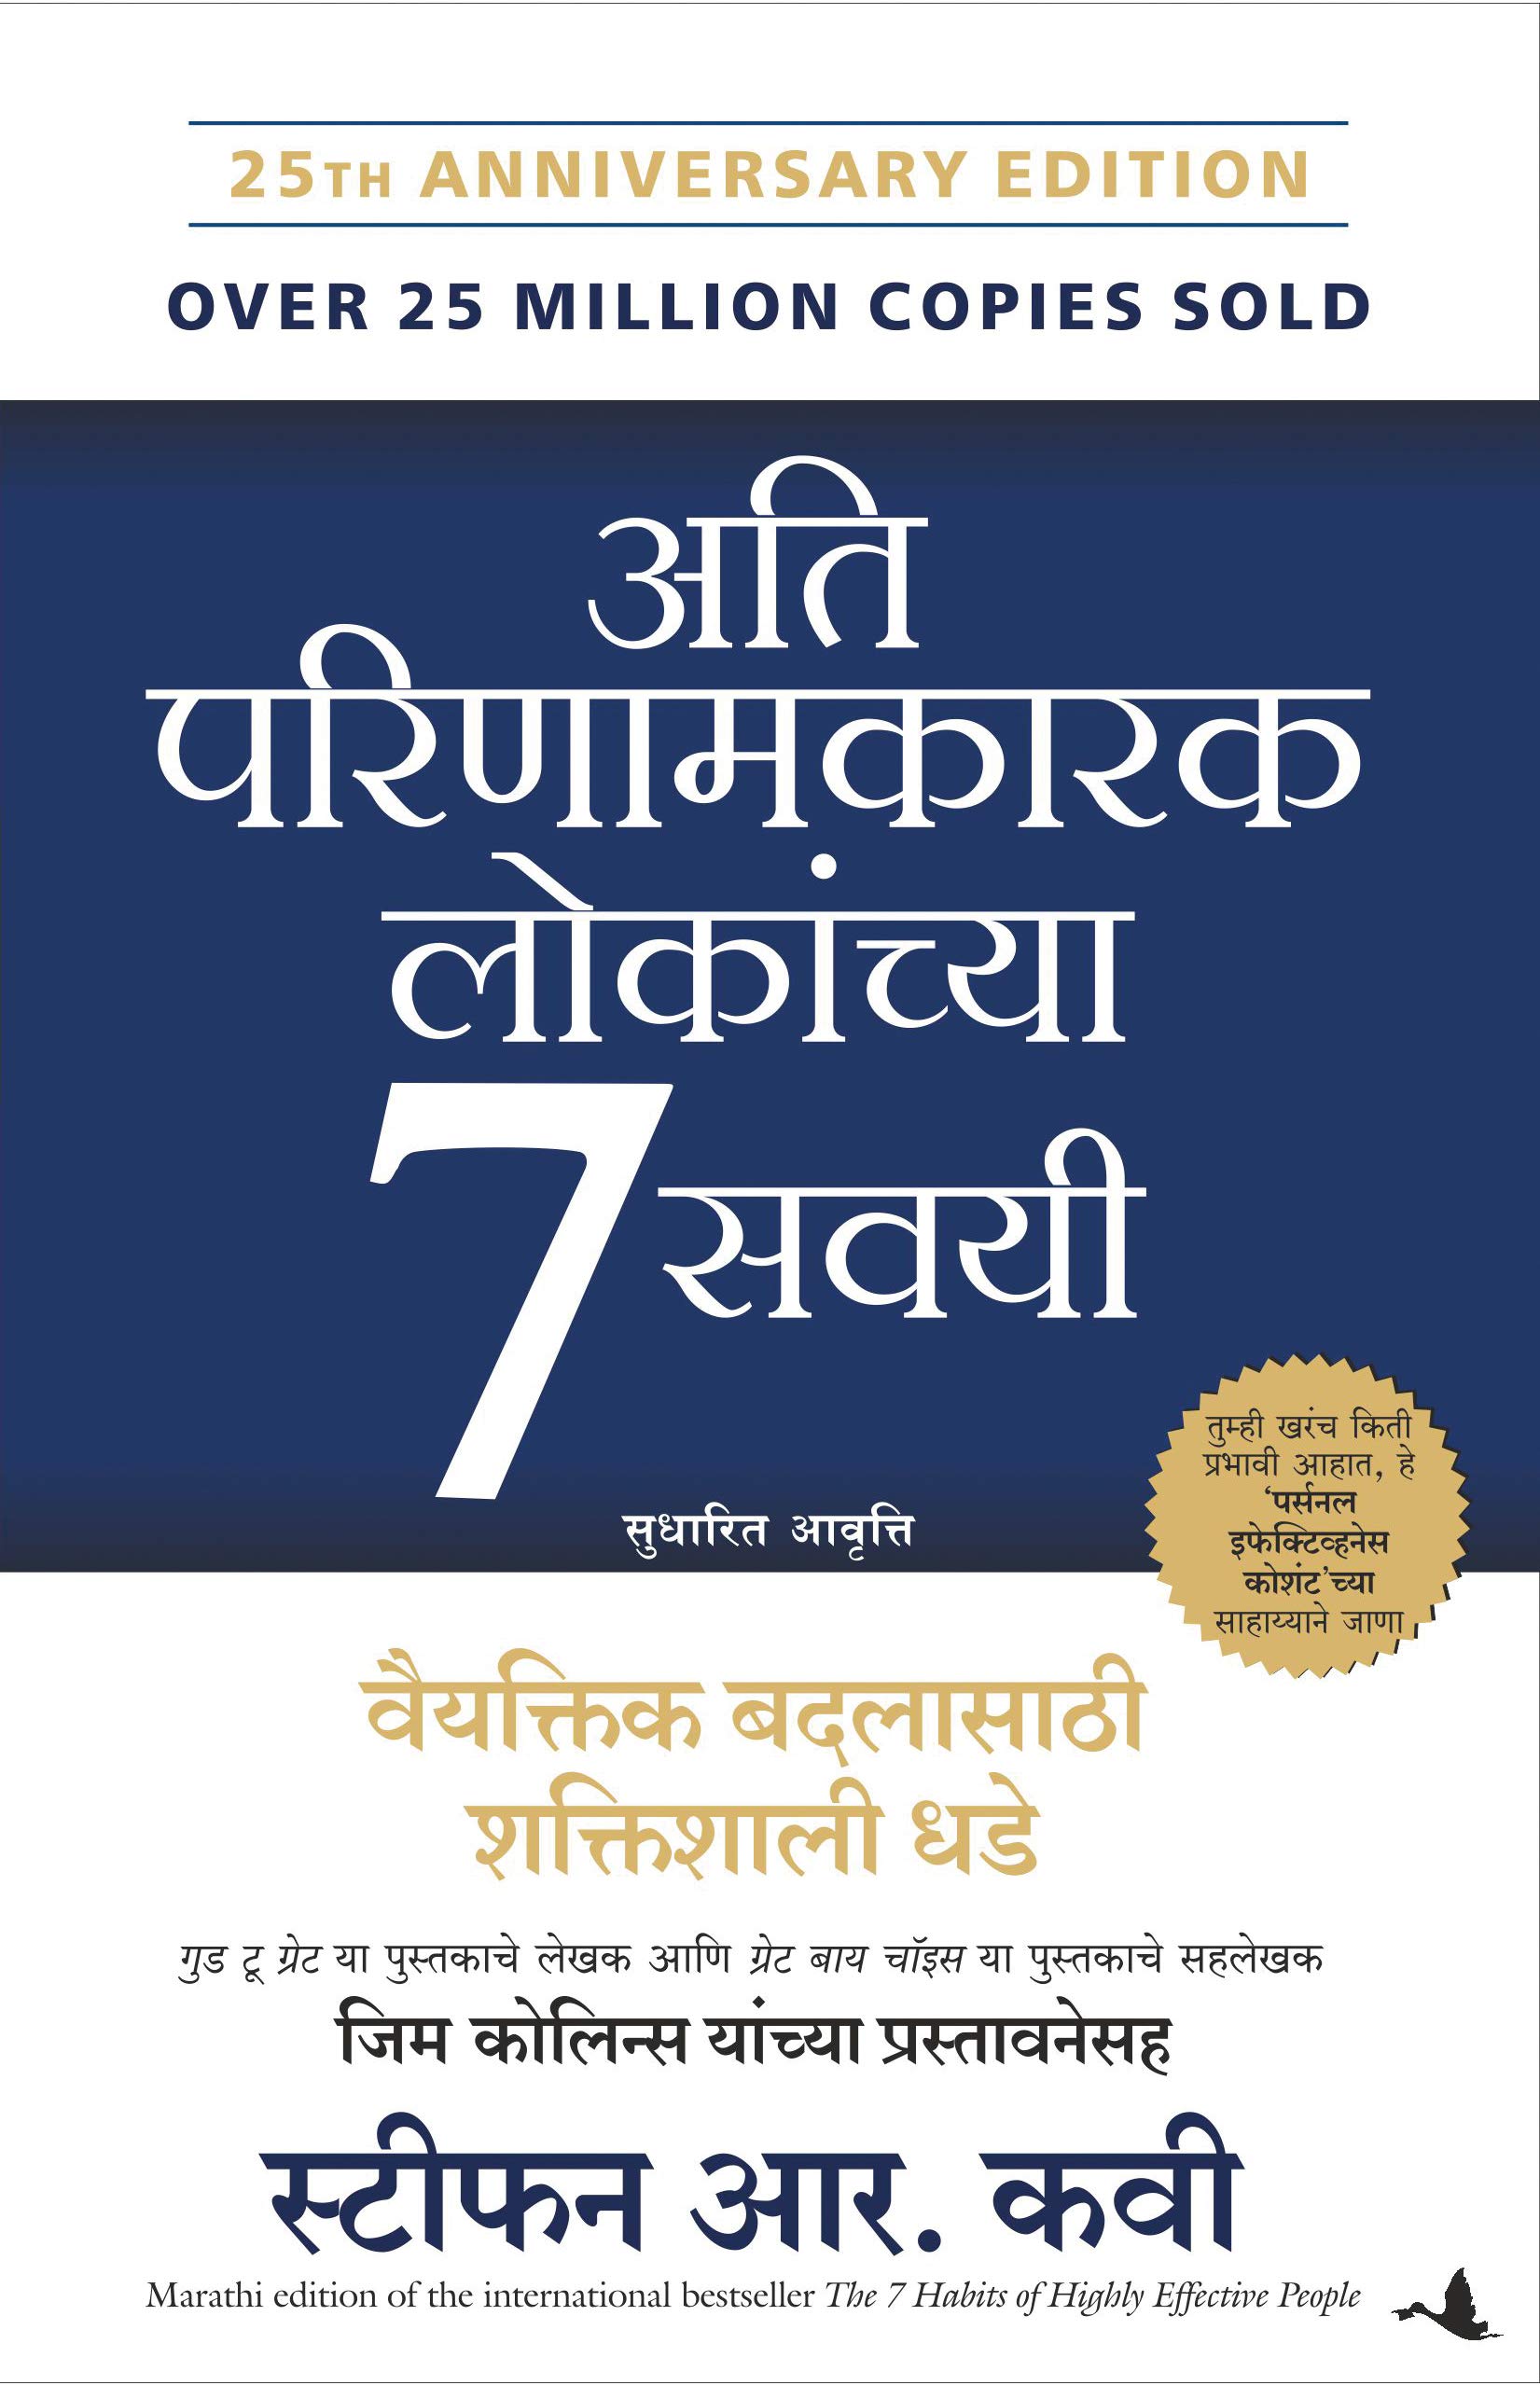 25TH ANNIVERSARY EDITION
OVER 25 MILLION COPIES SOLD
अति
परिणामकारक
लोकांच्या
7 सवयी
सुधारित आवृत्ति
तुम्ही खरंच किती
प्रभावी आहात, हे
‘पर्सनल
इफेक्टिव्हनेस
कोशंट’च्या
साहाय्याने जाणा
वैयक्तिक बदलासाठी
शक्तिशाली धडे
गुड टू ग्रेट या पुस्तकाचे लेखक आणि ग्रेट बाय चॉइस या पुस्तकाचे सहलेखक
जिम कोलिन्स यांच्या प्रस्तावनेसह
स्टीफन आर. कवी
Marathi edition of the international bestseller The 7 Habits of Highly Effective People